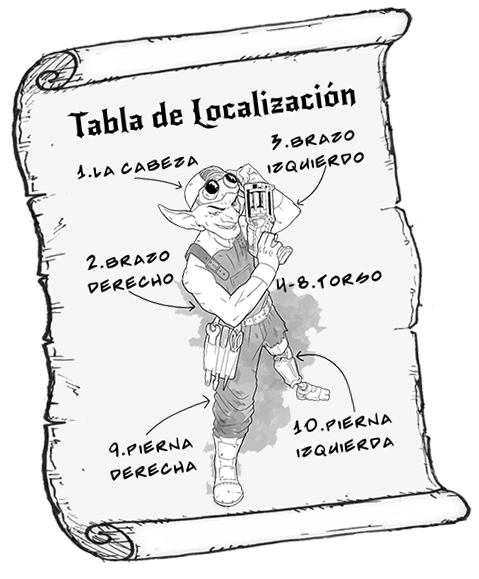 Tabla de Localización
1.LA CABEZA
3.BRAZO
IZQUIERDO
2.BRAZO
DERECHO
4-8.TORSO
9.PIERNA
DERECHA
10.PIERNA
IZQUIERDA